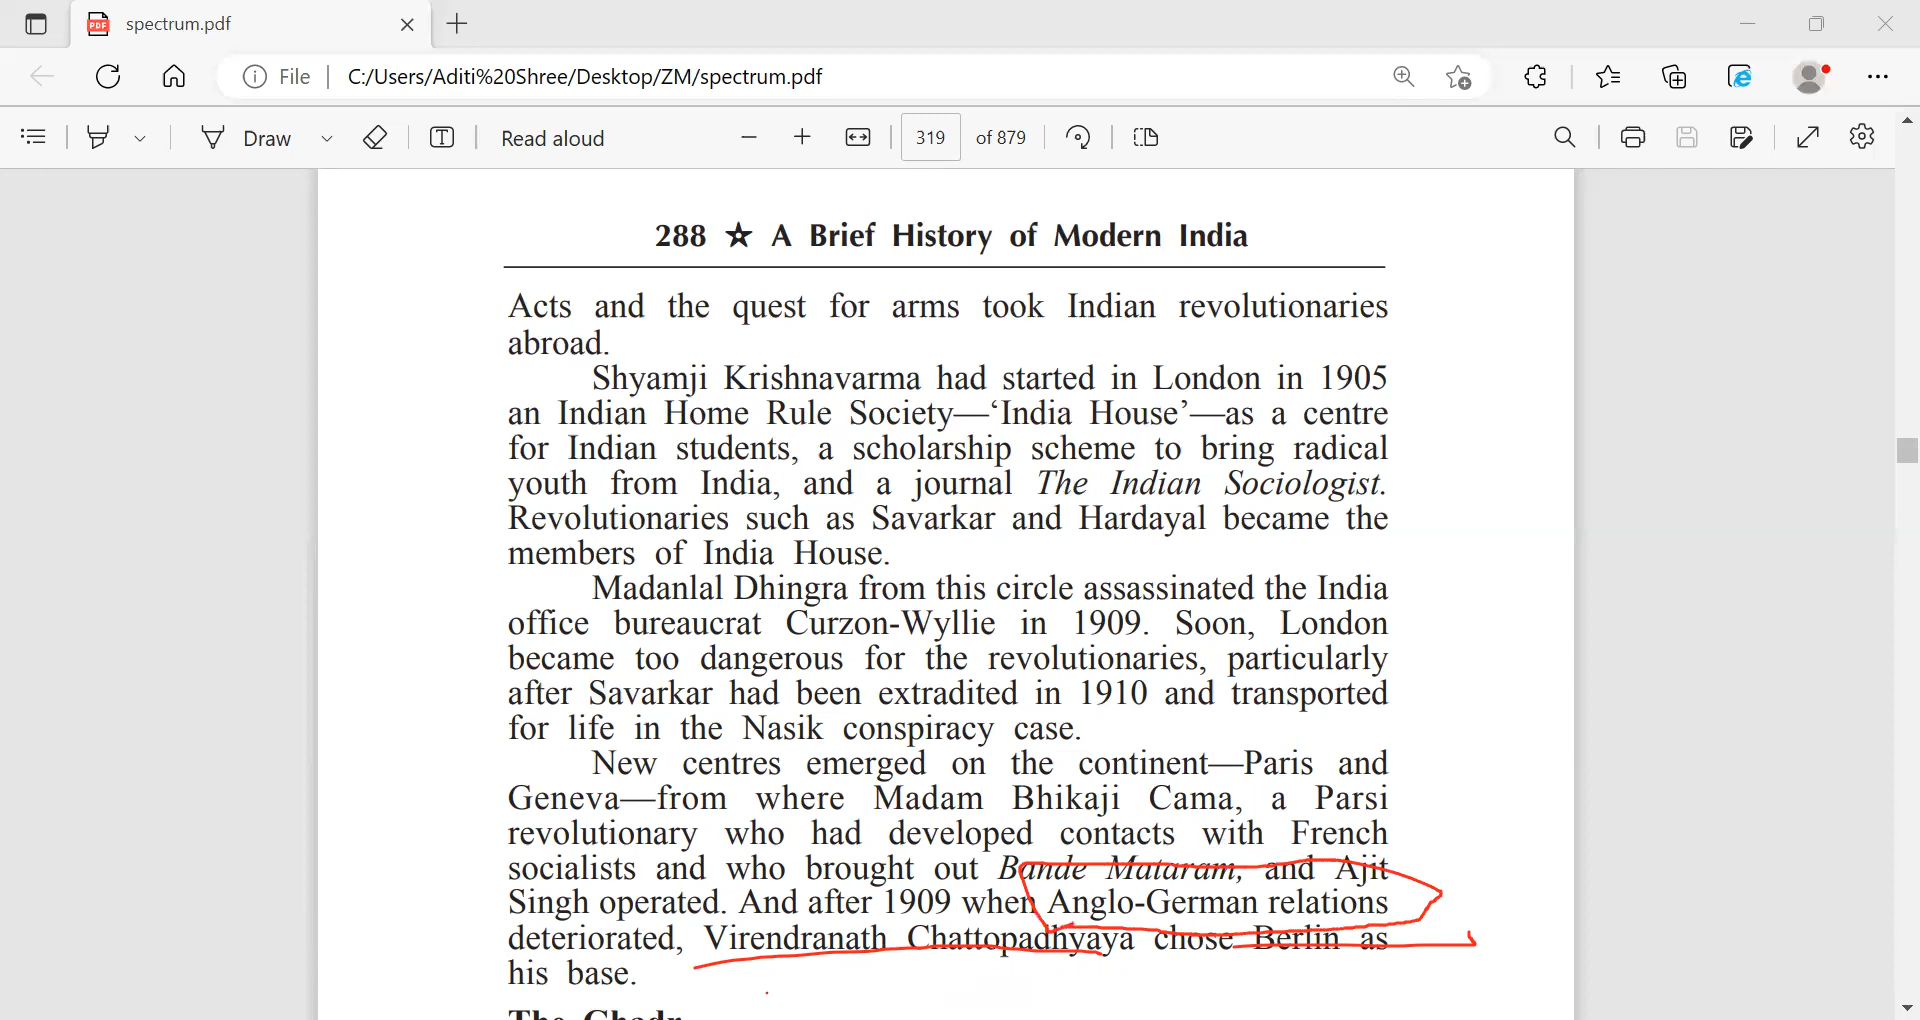 spectrum.pdf
File | C:/Users/Aditi%20Shree/Desktop/ZM/spectrum.pdf
Draw Read aloud 319 of 879
288 ☆ A Brief History of Modern India
Acts and the quest for arms took Indian revolutionaries
abroad.
Shyamji Krishnavarma had started in London in 1905
an Indian Home Rule Society—‘India House’—as a centre
for Indian students, a scholarship scheme to bring radical
youth from India, and a journal The Indian Sociologist.
Revolutionaries such as Savarkar and Hardayal became the
members of India House.
Madanlal Dhingra from this circle assassinated the India
office bureaucrat Curzon-Wyllie in 1909. Soon, London
became too dangerous for the revolutionaries, particularly
after Savarkar had been extradited in 1910 and transported
for life in the Nasik conspiracy case.
New centres emerged on the continent—Paris and
Geneva—from where Madam Bhikaji Cama, a Parsi
revolutionary who had developed contacts with French
socialists and who brought out Bande Mataram, and Ajit
Singh operated. And after 1909 when Anglo-German relations
deteriorated, Virendranath Chattopadhyaya chose Berlin as
his base.
The Ghadr